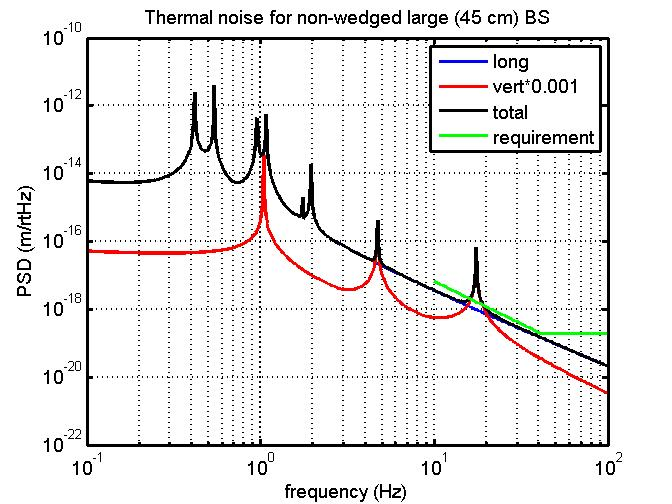 Thermal noise for non-wedged large (45 cm) BS
10^-10
10^-12
10^-14
10^-16
10^-18
10^-20
10^-22
PSD (m/rtHz)
long
vert*0.001
total
requirement
10^-1
10^0
10^1
10^2
frequency (Hz)